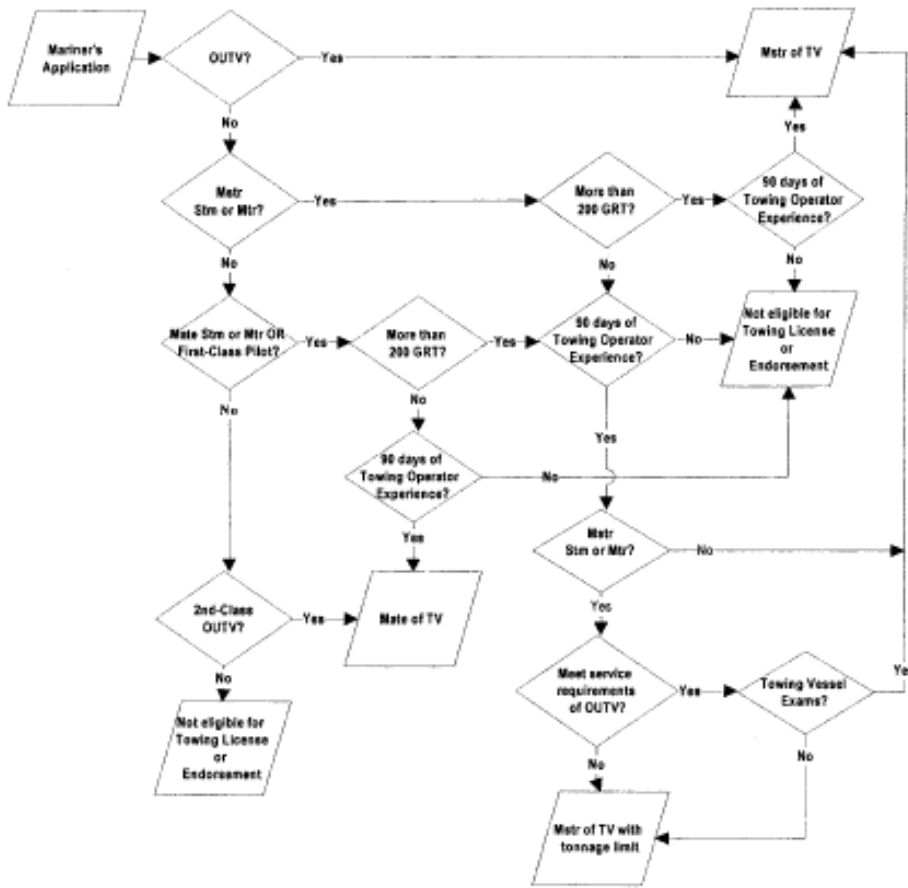 Mariner's
Application
OUTV?
Yes
Mstr of TV
No
Yes
Mstr
Stm or Mtr?
Yes
More than
200 GRT?
Yes
90 days of
Towing Operator
Experience?
No
No
No
Mate Stm or Mtr OR
First-Class Pilot?
Yes
More than
200 GRT?
Yes
90 days of
Towing Operator
Experience?
No
Not eligible for
Towing License
or
Endorsement
No
No
Yes
90 days of
Towing Operator
Experience?
No
Yes
Mstr
Stm or Mtr?
No
2nd-Class
OUTV?
Yes
Mate of TV
Yes
No
Meet service
requirements
of OUTV?
Yes
Towing Vessel
Exams?
Ye
Not eligible for
Towing License
or
Endorsement
No
No
Mstr of TV with
tonnage limit